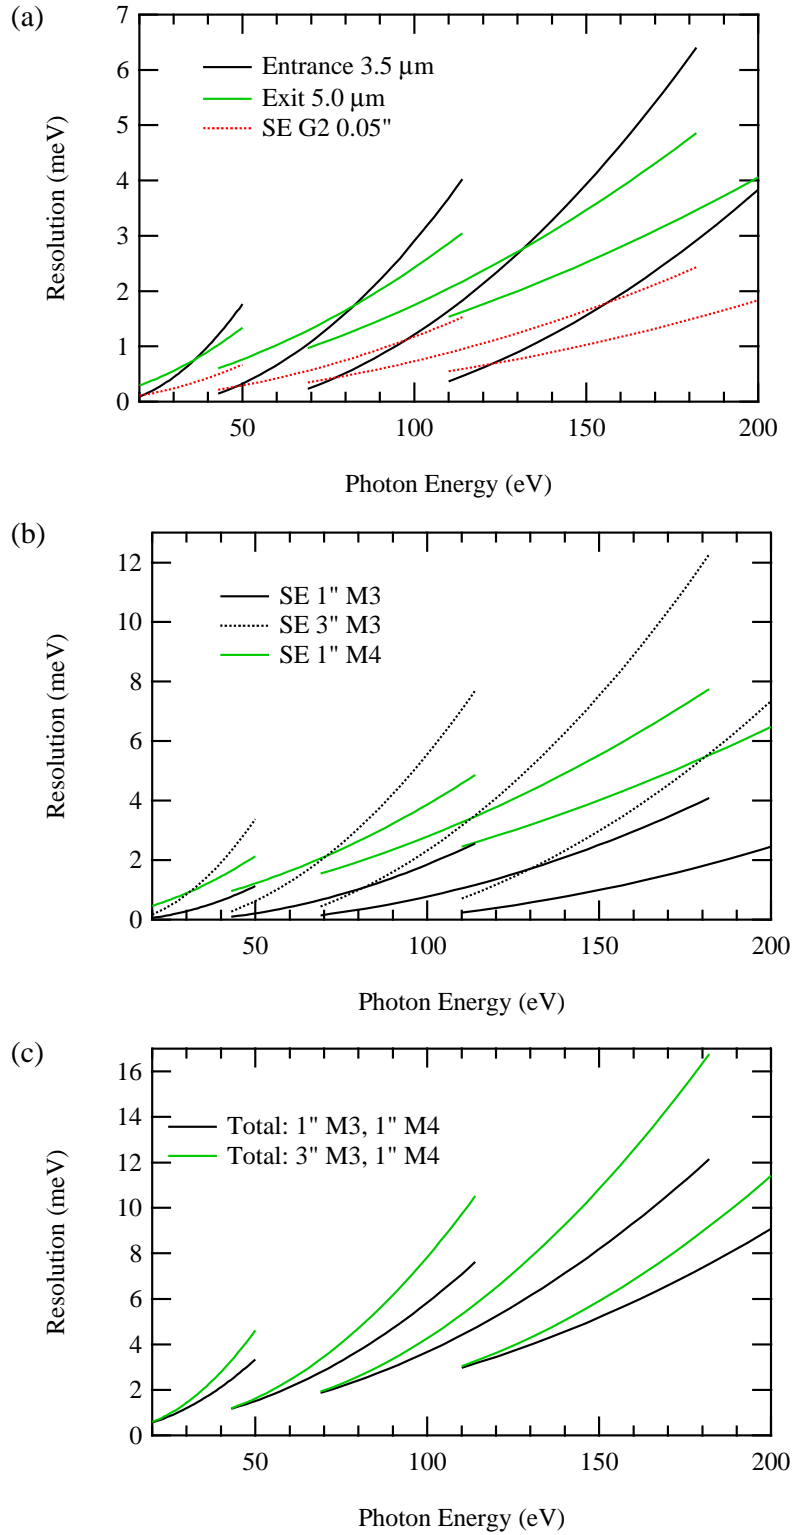 (a)
7
6
5
4
3
2
1
0
Resolution (meV)
Entrance 3.5 μm
Exit 5.0 μm
SE G2 0.05"
50
100
150
200
Photon Energy (eV)
(b)
12
10
8
6
4
2
0
Resolution (meV)
SE 1" M3
SE 3" M3
SE 1" M4
50
100
150
200
Photon Energy (eV)
(c)
16
14
12
10
8
6
4
2
0
Resolution (meV)
Total: 1" M3, 1" M4
Total: 3" M3, 1" M4
50
100
150
200
Photon Energy (eV)